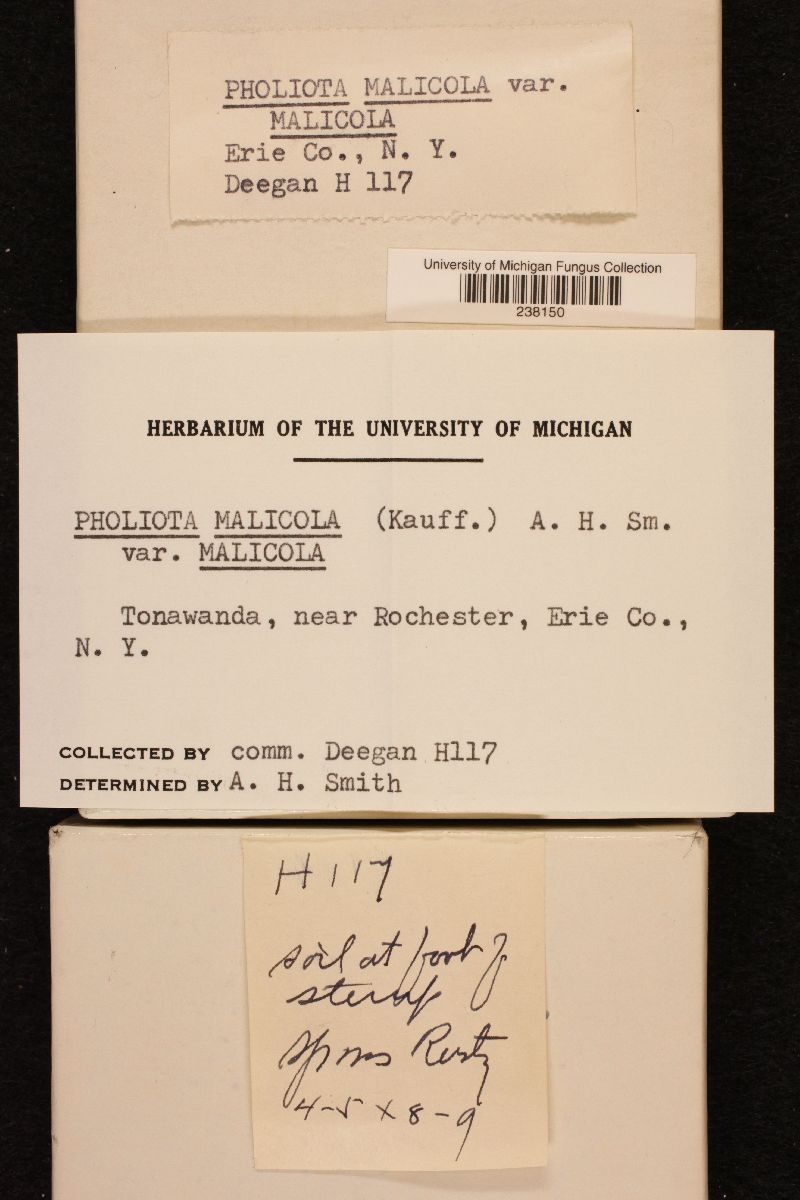 PHOLIOTA MALICOLA var.
MALICOLA
Erie Co., N. Y.
Deegan H 117
University of Michigan Fungus Collection
238150
HERBARIUM OF THE UNIVERSITY OF MICHIGAN
PHOLIOTA MALICOLA (Kauff.) A. H. Sm.
var. MALICOLA
Tonawanda, near Rochester, Erie Co.,
N. Y.
COLLECTED BY comm. Deegan H117
DETERMINED BY A. H. Smith
H 117
soil at foot of
stump
spores Rusty
4-5 x 8-9